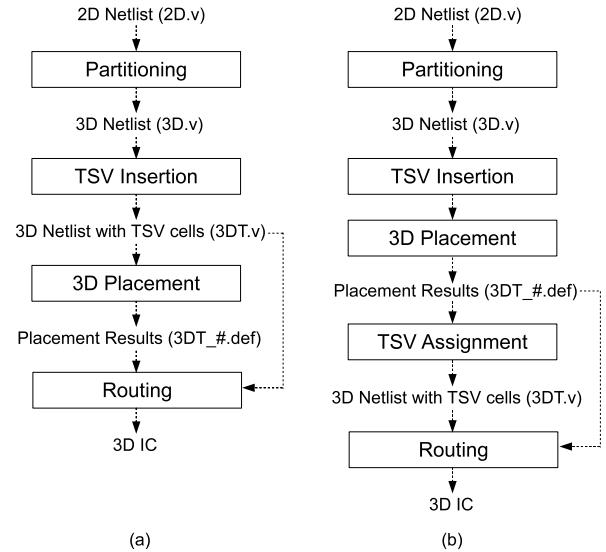 2D Netlist (2D.v)
Partitioning
3D Netlist (3D.v)
TSV Insertion
3D Netlist with TSV cells (3DT.v)
3D Placement
Placement Results (3DT_#.def)
Routing
3D IC
(a)
2D Netlist (2D.v)
Partitioning
3D Netlist (3D.v)
TSV Insertion
3D Placement
Placement Results (3DT_#.def)
TSV Assignment
3D Netlist with TSV cells (3DT.v)
Routing
3D IC
(b)